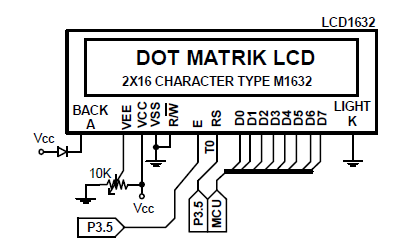 LCD1632
DOT MATRIK LCD
2X16 CHARACTER TYPE M1632
BACK A VEE VCC VSS R/W E RS D0 D1 D2 D3 D4 D5 D6 D7 LIGHT K
Vcc
T0
10K
Vcc
P3.5
MCU
P3.5